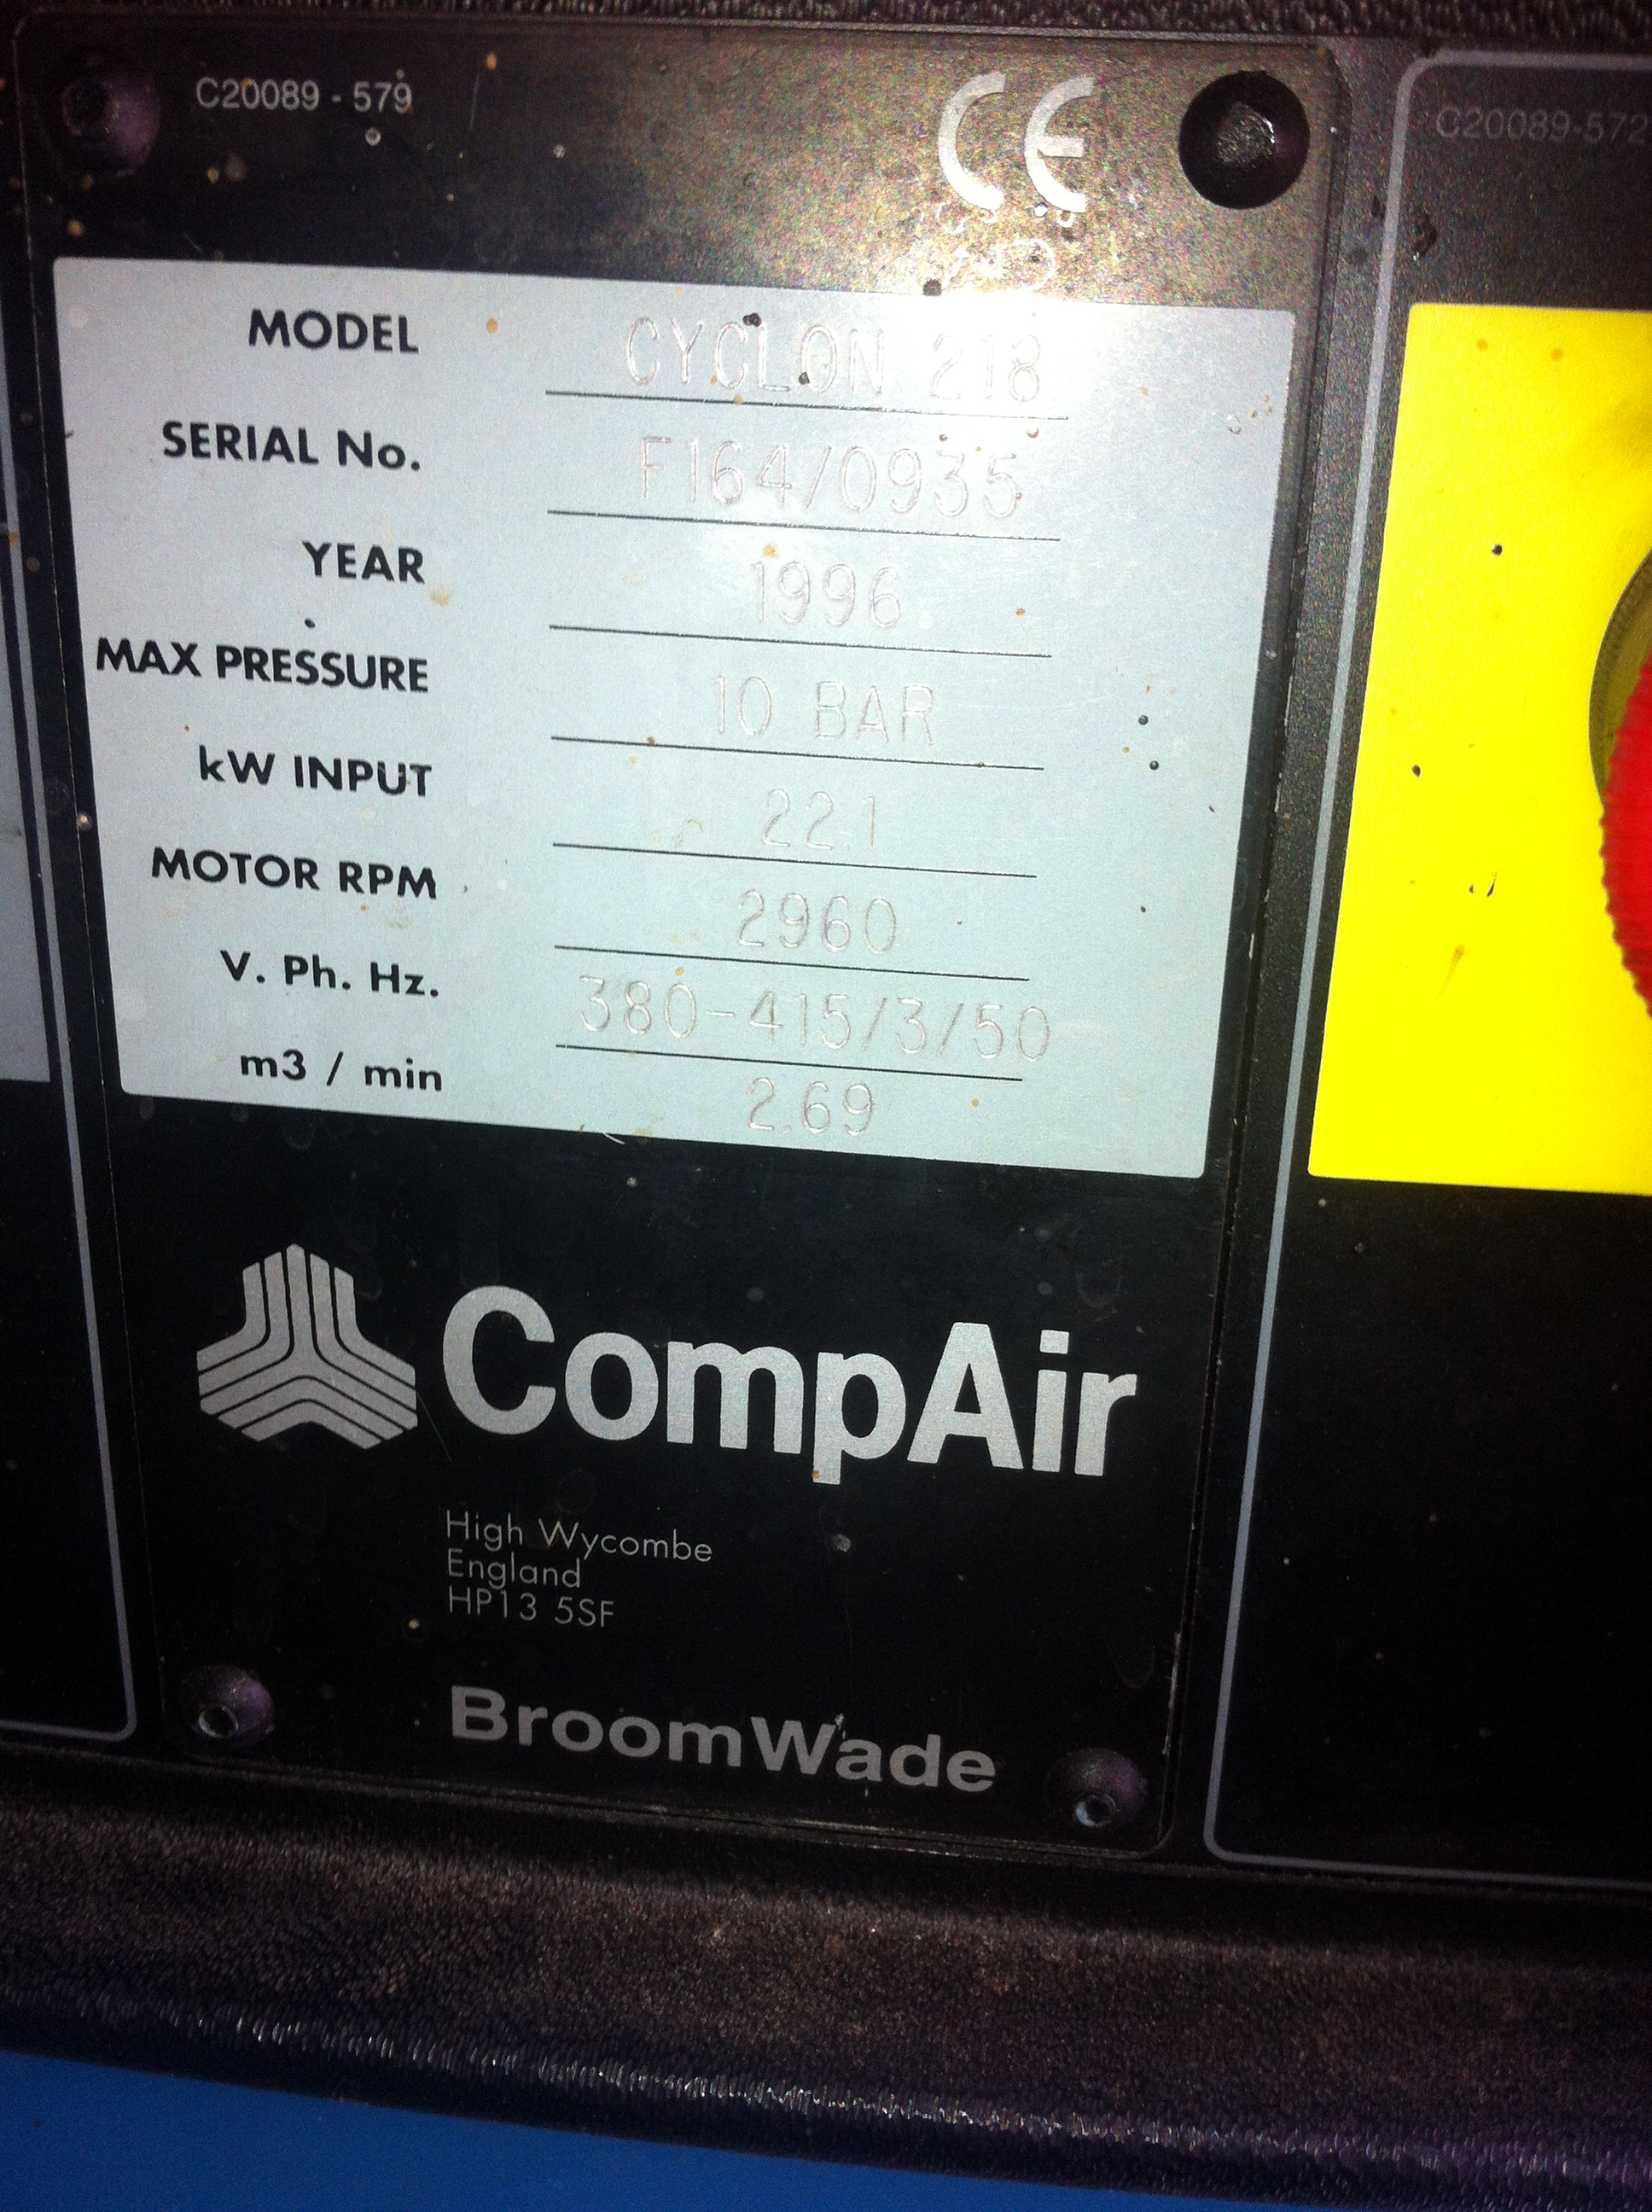 C20089 - 579
CE
C20089-572
MODEL CYCLON 218
SERIAL No. F164/0935
YEAR 1996
MAX PRESSURE 10 BAR
kW INPUT 22.1
MOTOR RPM 2960
V. Ph. Hz. 380-415/3/50
m3 / min 2.69
CompAir
High Wycombe
England
HP13 5SF
BroomWade